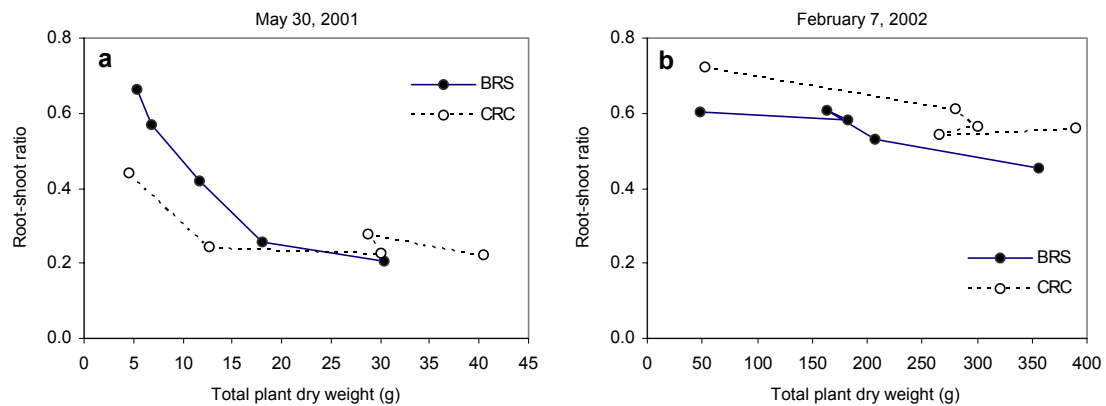 May 30, 2001
a
BRS
CRC
Root-shoot ratio
0.8
0.6
0.4
0.2
0.0
0 5 10 15 20 25 30 35 40 45
Total plant dry weight (g)
February 7, 2002
b
BRS
CRC
Root-shoot ratio
0.8
0.6
0.4
0.2
0.0
0 50 100 150 200 250 300 350 400
Total plant dry weight (g)